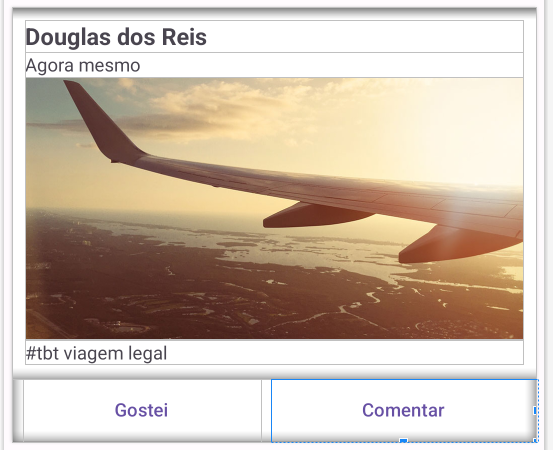 Douglas dos Reis
Agora mesmo
#tbt viagem legal
Gostei
Comentar